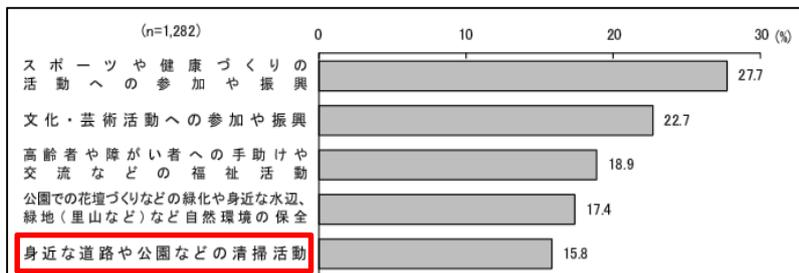 (n=1,282)
0 10 20 30 (%)
スポーツや健康づくりの
活動への参加や振興
27.7
文化・芸術活動への参加や振興
22.7
高齢者や障がい者への手助けや
交流などの福祉活動
18.9
公園での花壇づくりなどの緑化や身近な水辺、
緑地(里山など)など自然環境の保全
17.4
身近な道路や公園などの清掃活動
15.8